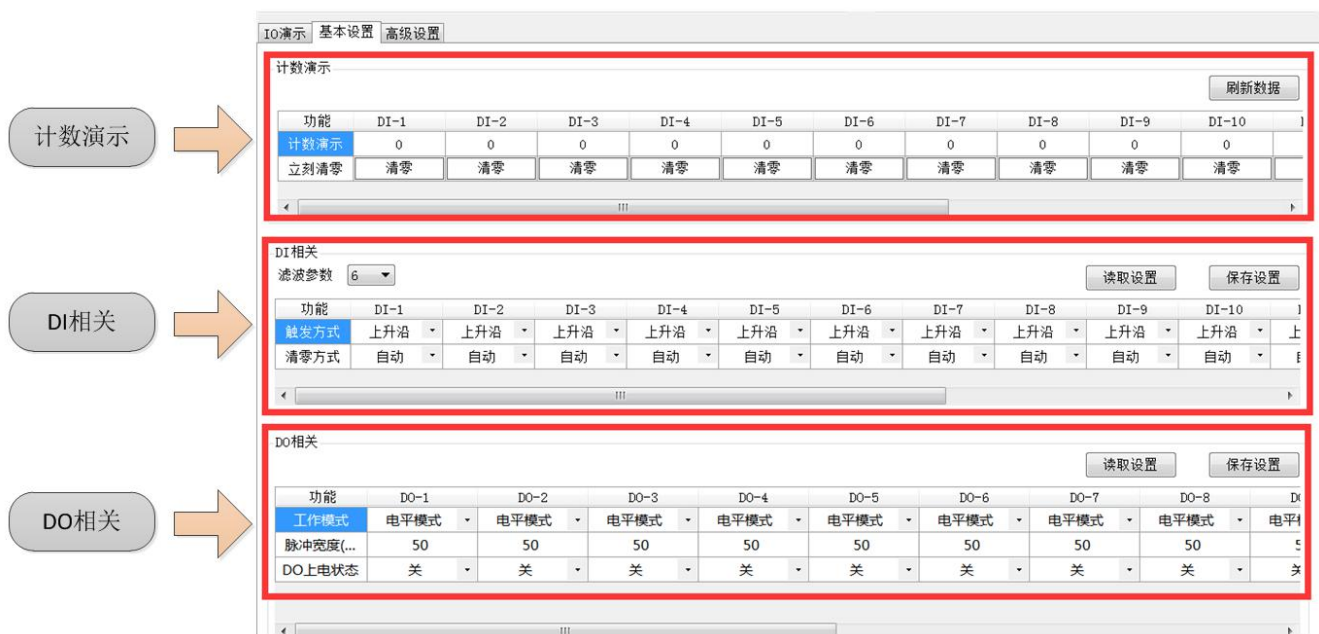 IO演示 基本设置 高级设置
计数演示
刷新数据
计数演示
功能 DI-1 DI-2 DI-3 DI-4 DI-5 DI-6 DI-7 DI-8 DI-9 DI-10
计数演示 0 0 0 0 0 0 0 0 0 0
立刻清零 清零 清零 清零 清零 清零 清零 清零 清零 清零 清零
DI相关
滤波参数 6 读取设置 保存设置
DI相关
功能 DI-1 DI-2 DI-3 DI-4 DI-5 DI-6 DI-7 DI-8 DI-9 DI-10
触发方式 上升沿 上升沿 上升沿 上升沿 上升沿 上升沿 上升沿 上升沿 上升沿 上升沿 上
清零方式 自动 自动 自动 自动 自动 自动 自动 自动 自动 自动
DO相关
读取设置 保存设置
DO相关
功能 DO-1 DO-2 DO-3 DO-4 DO-5 DO-6 DO-7 DO-8
工作模式 电平模式 电平模式 电平模式 电平模式 电平模式 电平模式 电平模式 电平模式 电平
脉冲宽度(... 50 50 50 50 50 50 50 50
DO上电状态 关 关 关 关 关 关 关 关